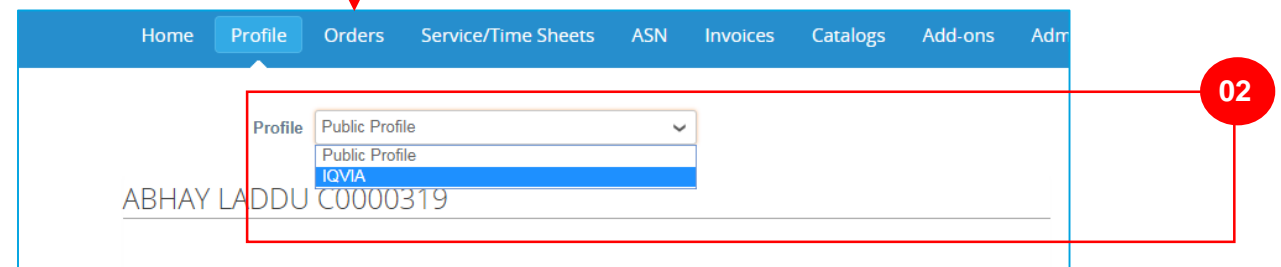 Home Profile Orders Service/Time Sheets ASN Invoices Catalogs Add-ons Adm
02
Profile Public Profile
Public Profile
IQVIA
ABHAY LADDU C0000319